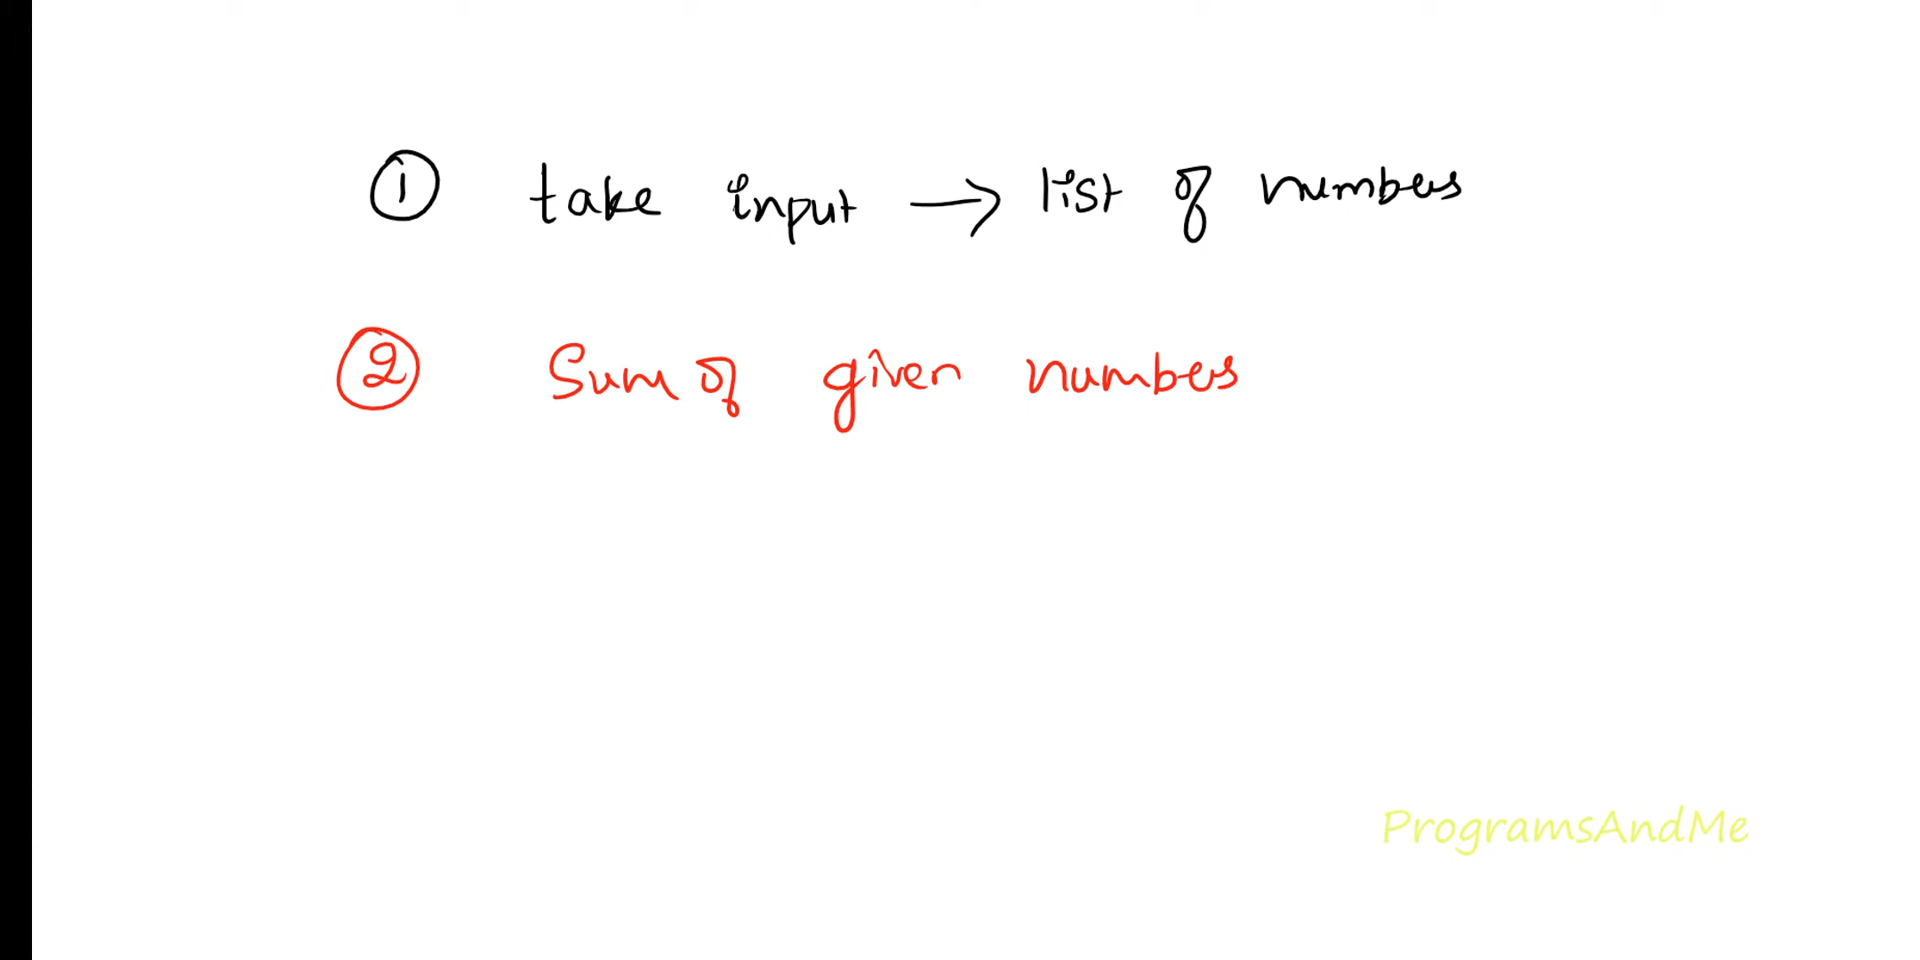 ① take input → list of numbers
② Sum of given numbers
ProgramsAndMe